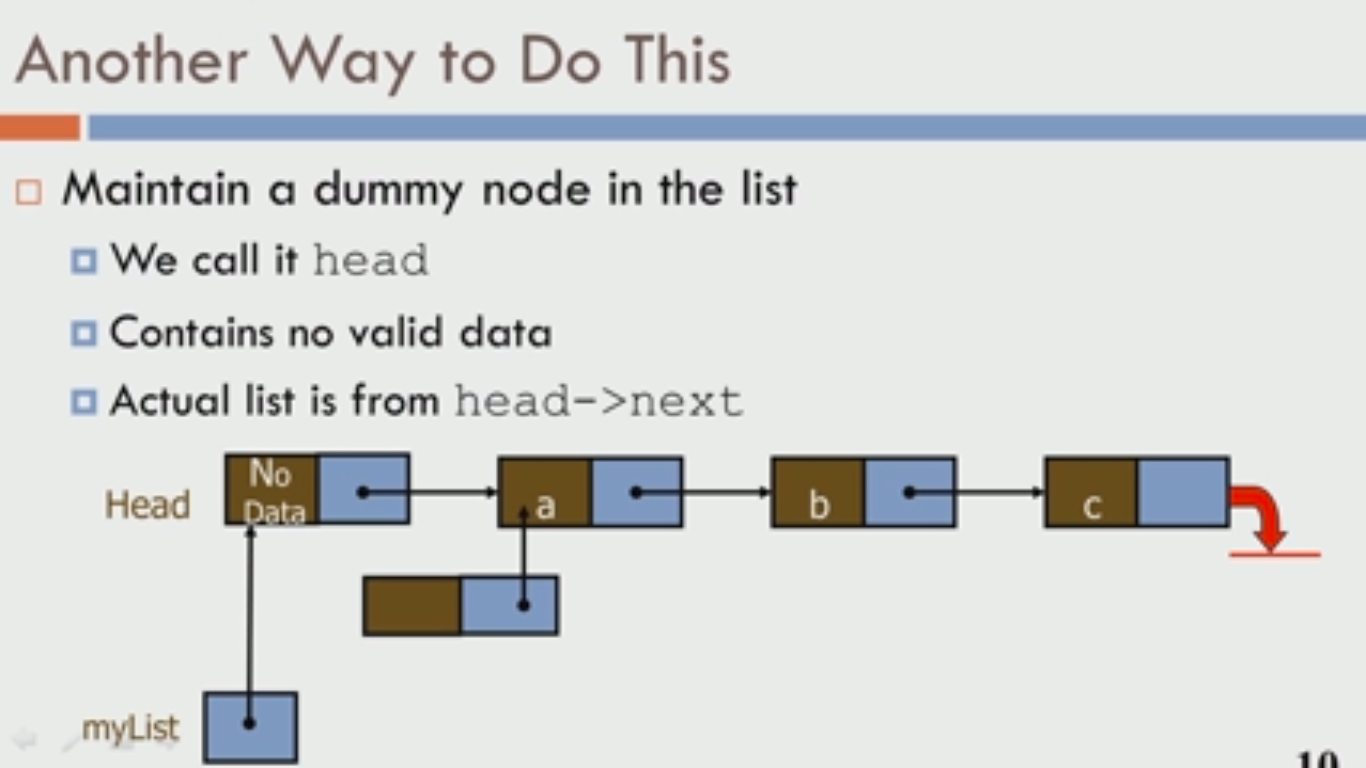 Another Way to Do This
Maintain a dummy node in the list
We call it head
Contains no valid data
Actual list is from head->next
Head
No
Data
a
b
c
myList
10